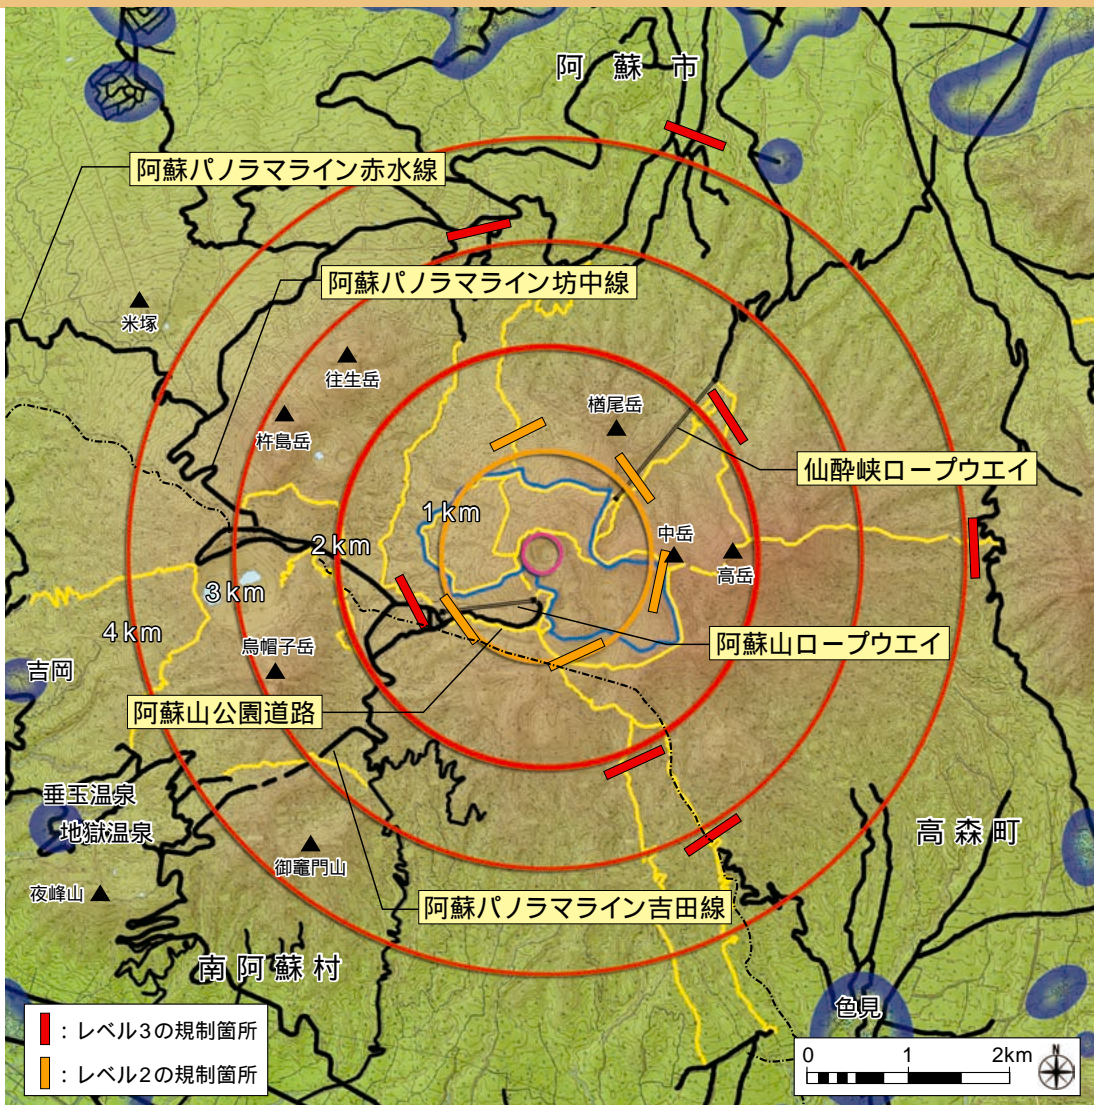 阿蘇市
阿蘇パノラマライン赤水線
阿蘇パノラマライン坊中線
米塚
往生岳
杵島岳
楢尾岳
仙酔峡ロープウエイ
1km
2km
中岳
高岳
3km
4km
烏帽子岳
阿蘇山ロープウエイ
吉岡
阿蘇山公園道路
垂玉温泉
地獄温泉
高森町
御竈門山
夜峰山
阿蘇パノラマライン吉田線
南阿蘇村
色見
：レベル3の規制箇所
：レベル2の規制箇所
0 1 2km
N